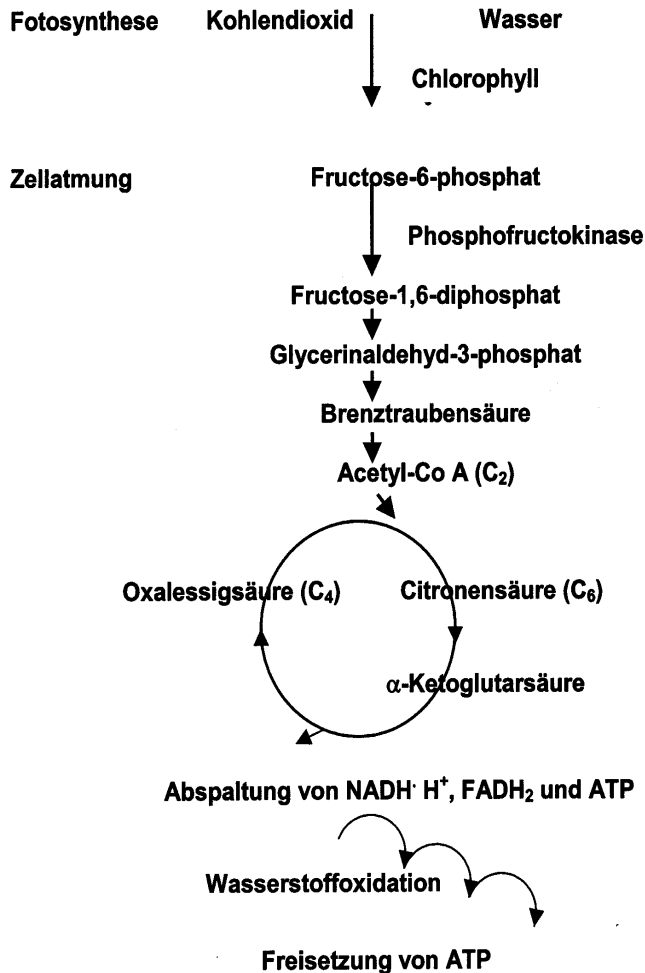 Fotosynthese Kohlendioxid Wasser
Chlorophyll
Zellatmung Fructose-6-phosphat
Phosphofructokinase
Fructose-1,6-diphosphat
Glycerinaldehyd-3-phosphat
Brenztraubensäure
Acetyl-Co A (C₂)
Oxalessigsäure (C₄) Citronensäure (C₆)
α-Ketoglutarsäure
Abspaltung von NADH· H⁺, FADH₂ und ATP
Wasserstoffoxidation
Freisetzung von ATP